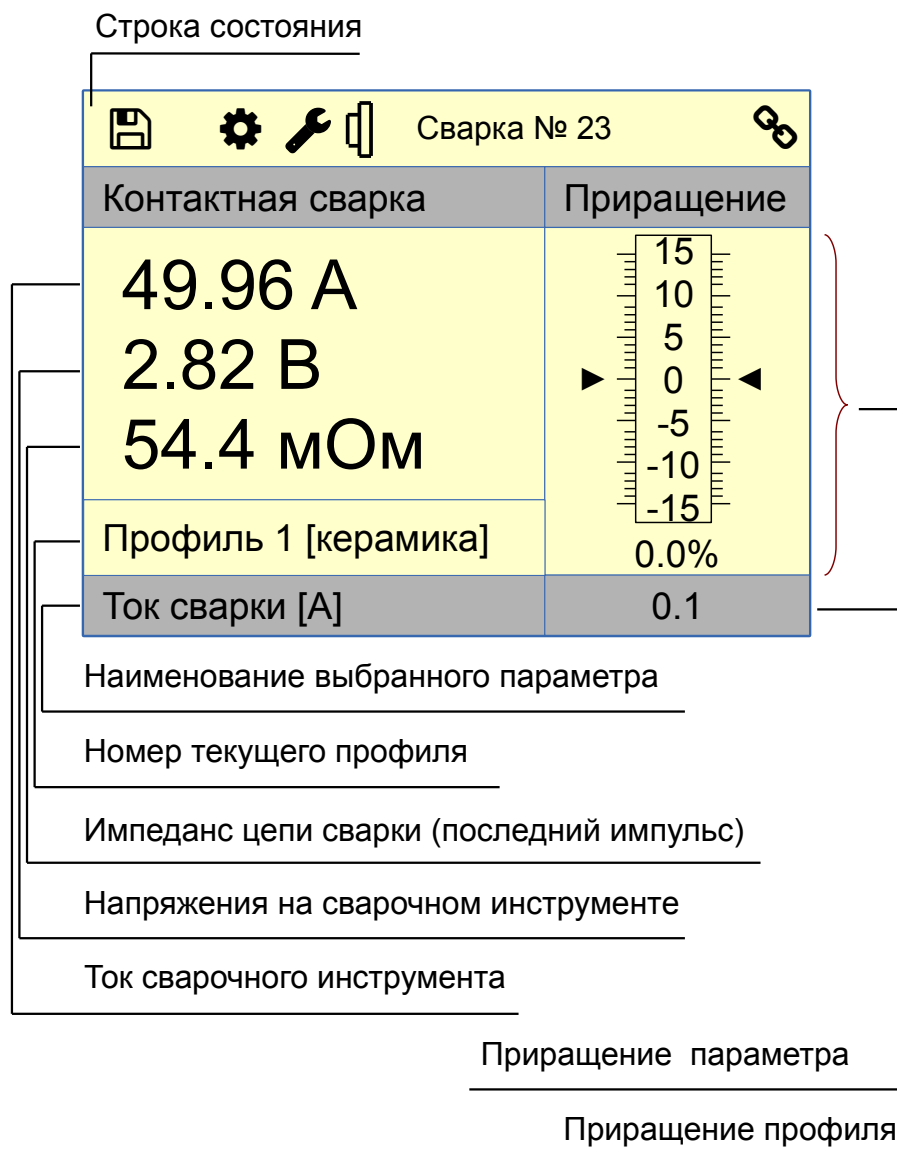 Строка состояния
Сварка № 23
Контактная сварка
Приращение
49.96 А
2.82 В
54.4 мОм
15
10
5
0
-5
-10
-15
0.0%
Профиль 1 [керамика]
Ток сварки [А]
0.1
Наименование выбранного параметра
Номер текущего профиля
Импеданс цепи сварки (последний импульс)
Напряжения на сварочном инструменте
Ток сварочного инструмента
Приращение параметра
Приращение профиля